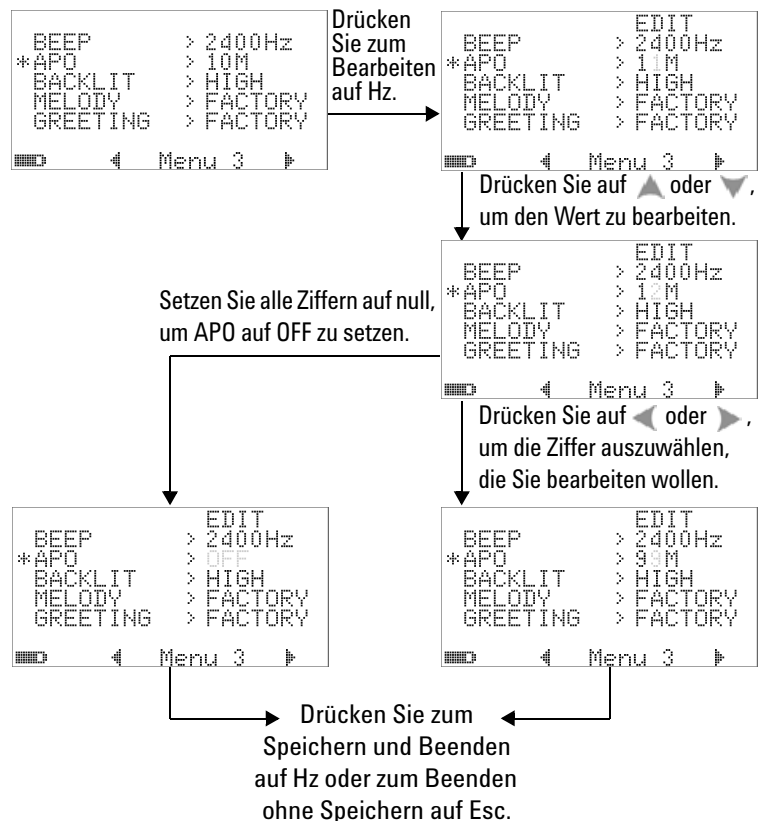 BEEP > 2400Hz
*APO > 10M
BACKLIT > HIGH
MELODY > FACTORY
GREETING > FACTORY
Menu 3
Drücken
Sie zum
Bearbeiten
auf Hz.
EDIT
BEEP > 2400Hz
*APO > 11M
BACKLIT > HIGH
MELODY > FACTORY
GREETING > FACTORY
Menu 3
Drücken Sie auf ▲ oder ▼,
um den Wert zu bearbeiten.
EDIT
BEEP > 2400Hz
*APO > 12M
BACKLIT > HIGH
MELODY > FACTORY
GREETING > FACTORY
Menu 3
Setzen Sie alle Ziffern auf null,
um APO auf OFF zu setzen.
Drücken Sie auf ◀ oder ▶,
um die Ziffer auszuwählen,
die Sie bearbeiten wollen.
EDIT
BEEP > 2400Hz
*APO > OFF
BACKLIT > HIGH
MELODY > FACTORY
GREETING > FACTORY
Menu 3
EDIT
BEEP > 2400Hz
*APO > 99M
BACKLIT > HIGH
MELODY > FACTORY
GREETING > FACTORY
Menu 3
Drücken Sie zum
Speichern und Beenden
auf Hz oder zum Beenden
ohne Speichern auf Esc.